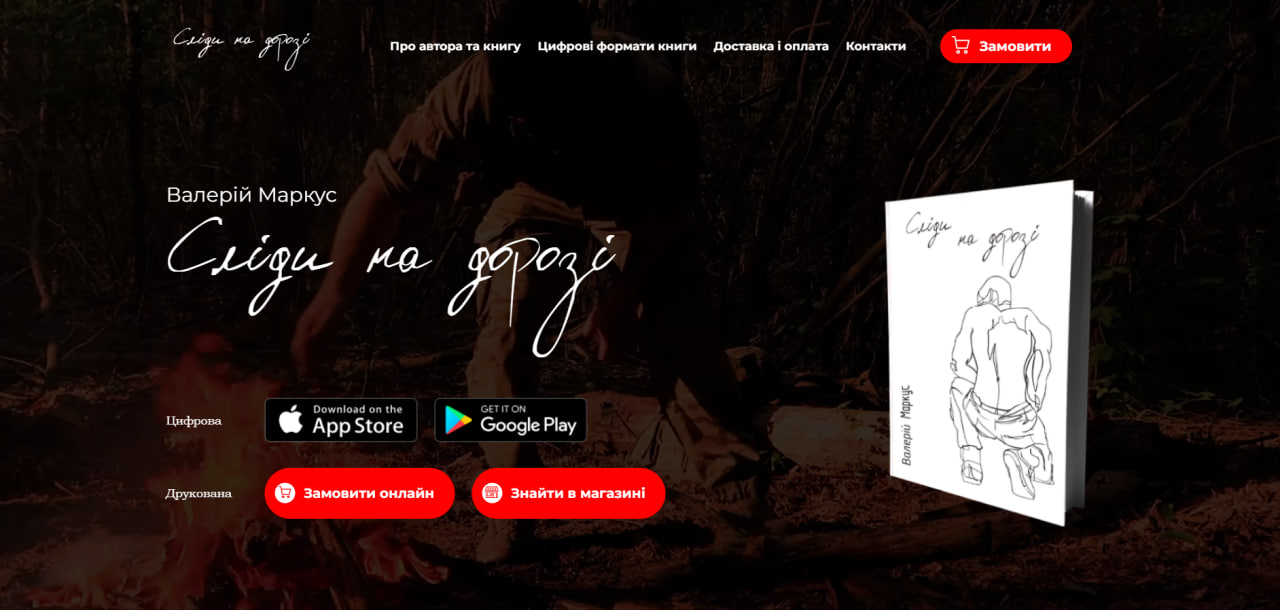 Сліди на дорозі
Про автора та книгу Цифрові формати книги Доставка і оплата Контакти Замовити
Валерій Маркус
Сліди на дорозі
Цифрова
Download on the
App Store
GET IT ON
Google Play
Друкована
Замовити онлайн
Знайти в магазині
Сліди на дорозі
Валерій Маркус